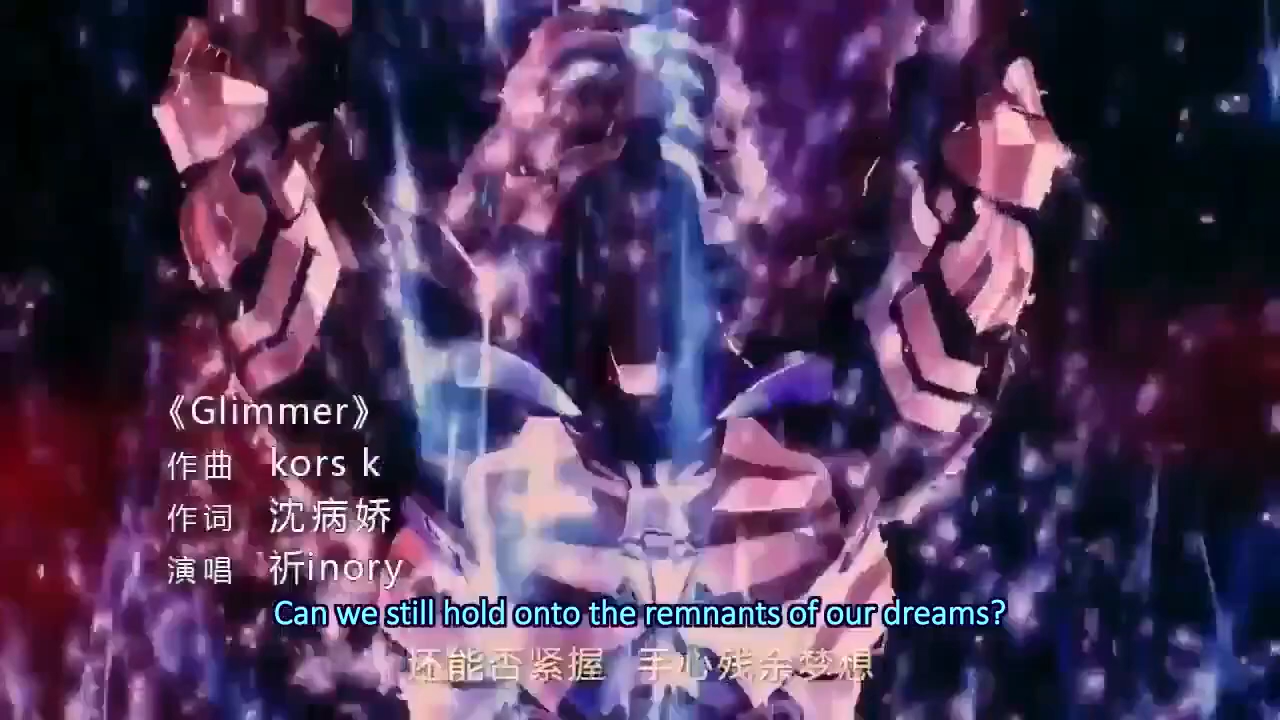 《Glimmer》
作曲 kors k
作词 沈病娇
演唱 祈inory
Can we still hold onto the remnants of our dreams?
还能否紧握 手心残余梦想